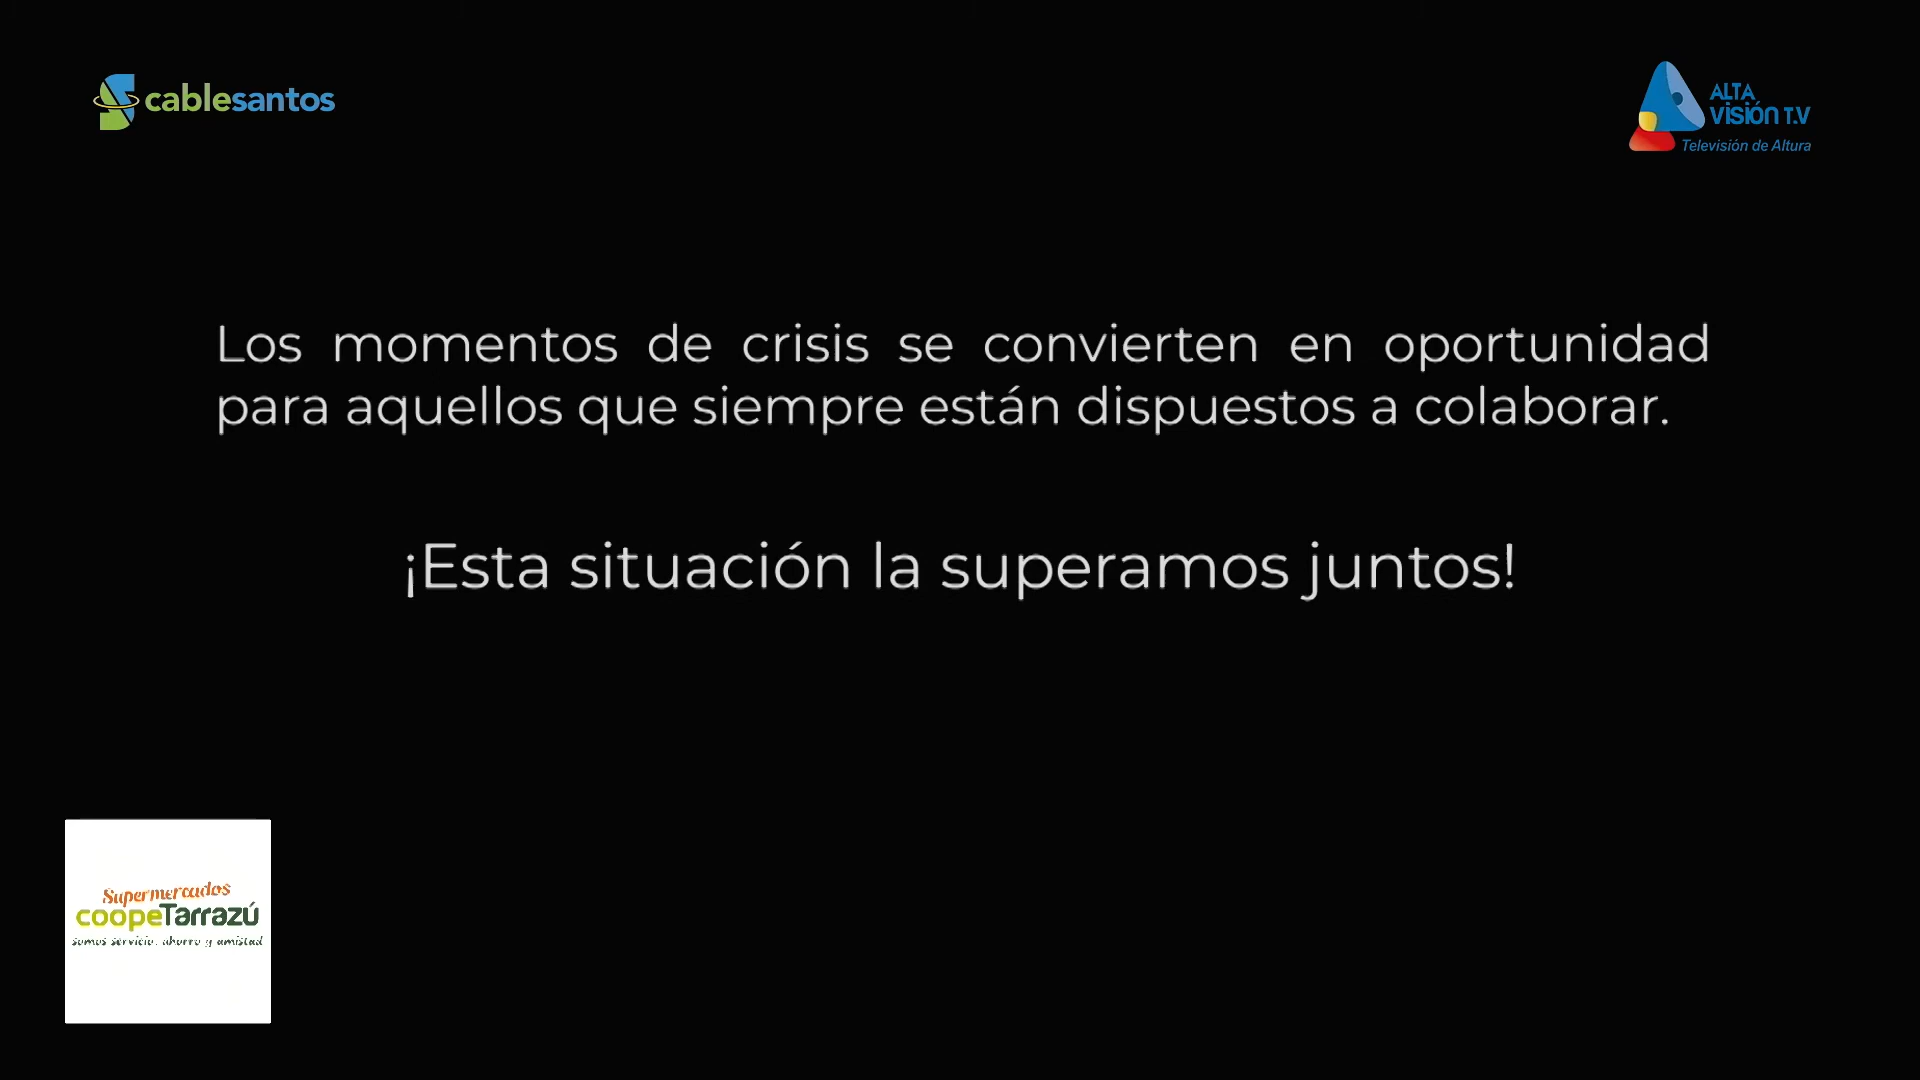 cablesantos
ALTA
VISIÓN T.V
Televisión de Altura
Los momentos de crisis se convierten en oportunidad
para aquellos que siempre están dispuestos a colaborar.
¡Esta situación la superamos juntos!
Supermercados
coopeTarrazú
somos servicio, ahorro y amistad